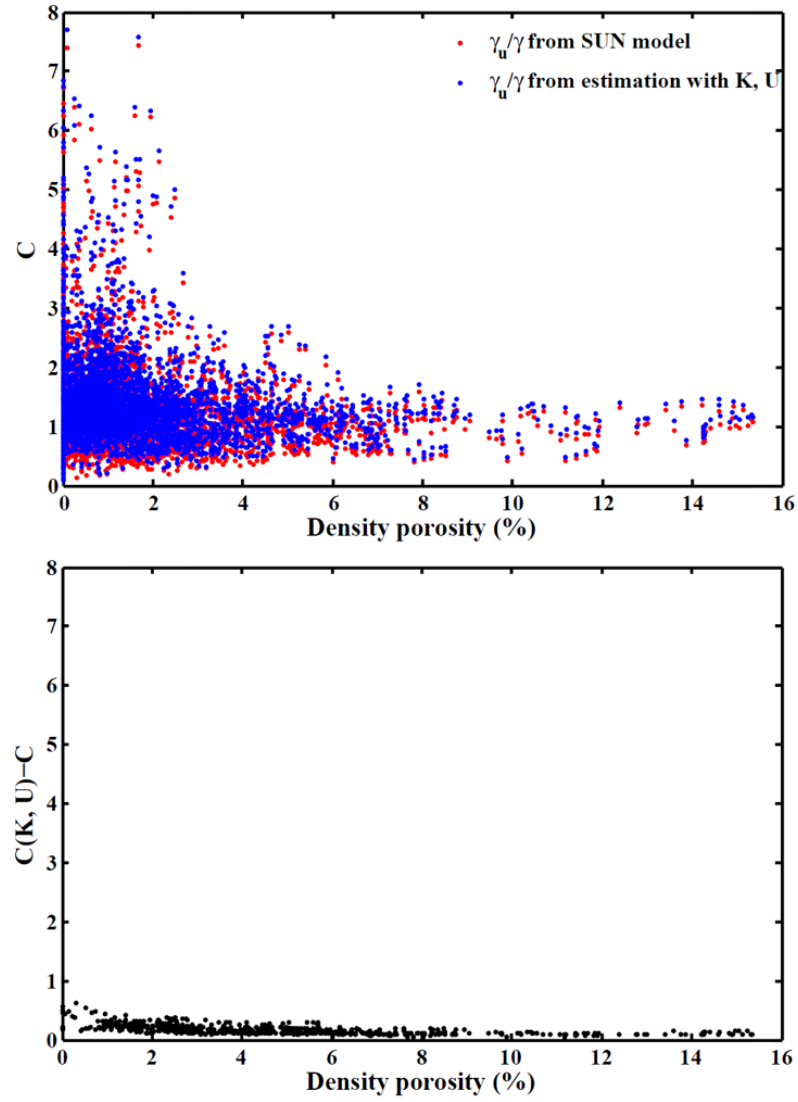 8
γu/γ from SUN model
7
γu/γ from estimation with K, U
6
5
C
4
3
2
1
0
0 2 4 6 8 10 12 14 16
Density porosity (%)
8
7
6
5
C(K, U)−C
4
3
2
1
0
0 2 4 6 8 10 12 14 16
Density porosity (%)